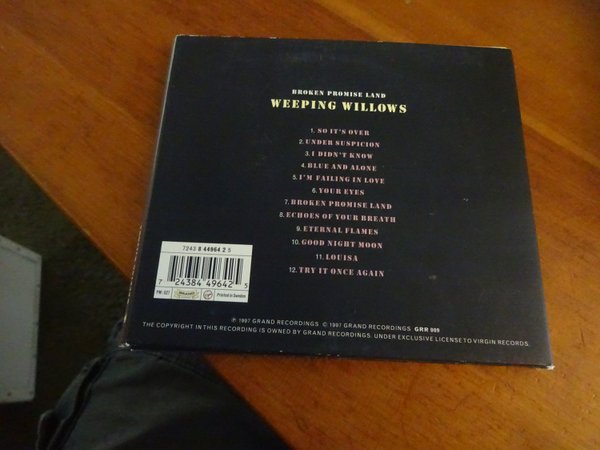 BROKEN PROMISE LAND
WEEPING WILLOWS
1. SO IT'S OVER
2. UNDER SUSPICION
3. I DIDN'T KNOW
4. BLUE AND ALONE
5. I'M FAILING IN LOVE
6. YOUR EYES
7. BROKEN PROMISE LAND
8. ECHOES OF YOUR BREATH
9. ETERNAL FLAMES
10. GOOD NIGHT MOON
11. LOUISA
12. TRY IT ONCE AGAIN
7243 8 44964 2 5
7 24384 49642 5
PM: 527
Printed in Sweden
℗ 1997 GRAND RECORDINGS © 1997 GRAND RECORDINGS GRR 009
THE COPYRIGHT IN THIS RECORDING IS OWNED BY GRAND RECORDINGS. UNDER EXCLUSIVE LICENSE TO VIRGIN RECORDS.